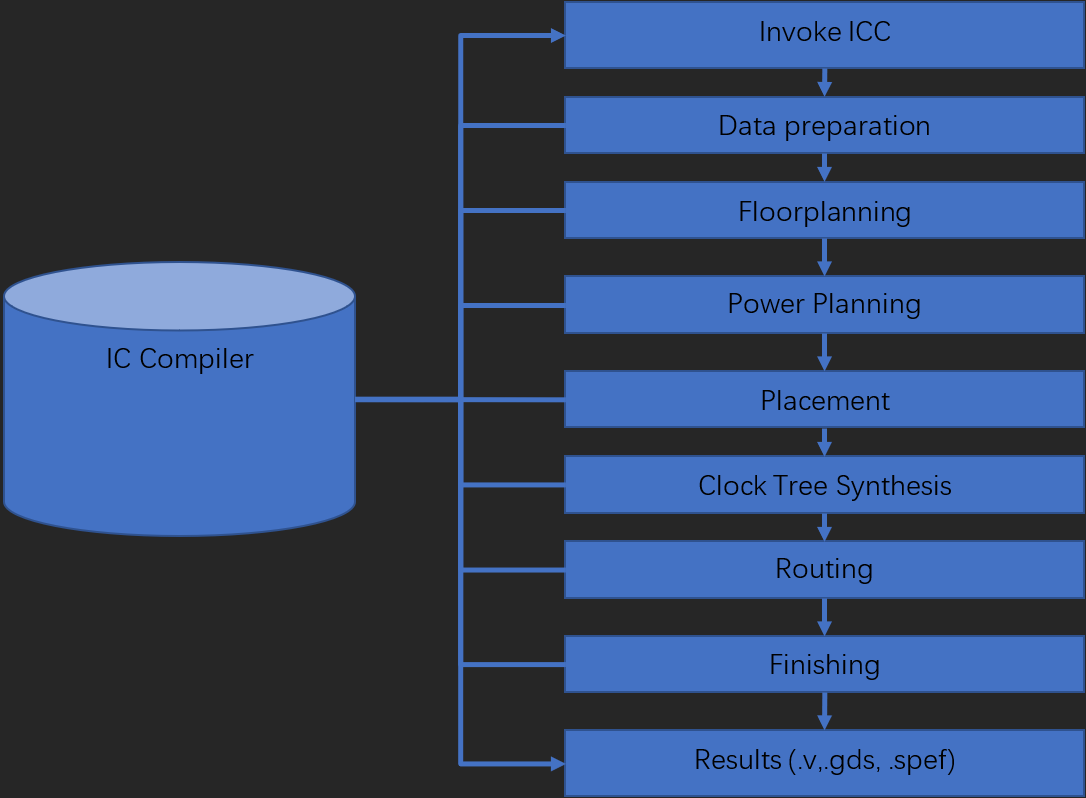 Invoke ICC
Data preparation
Floorplanning
Power Planning
IC Compiler
Placement
Clock Tree Synthesis
Routing
Finishing
Results (.v,.gds, .spef)